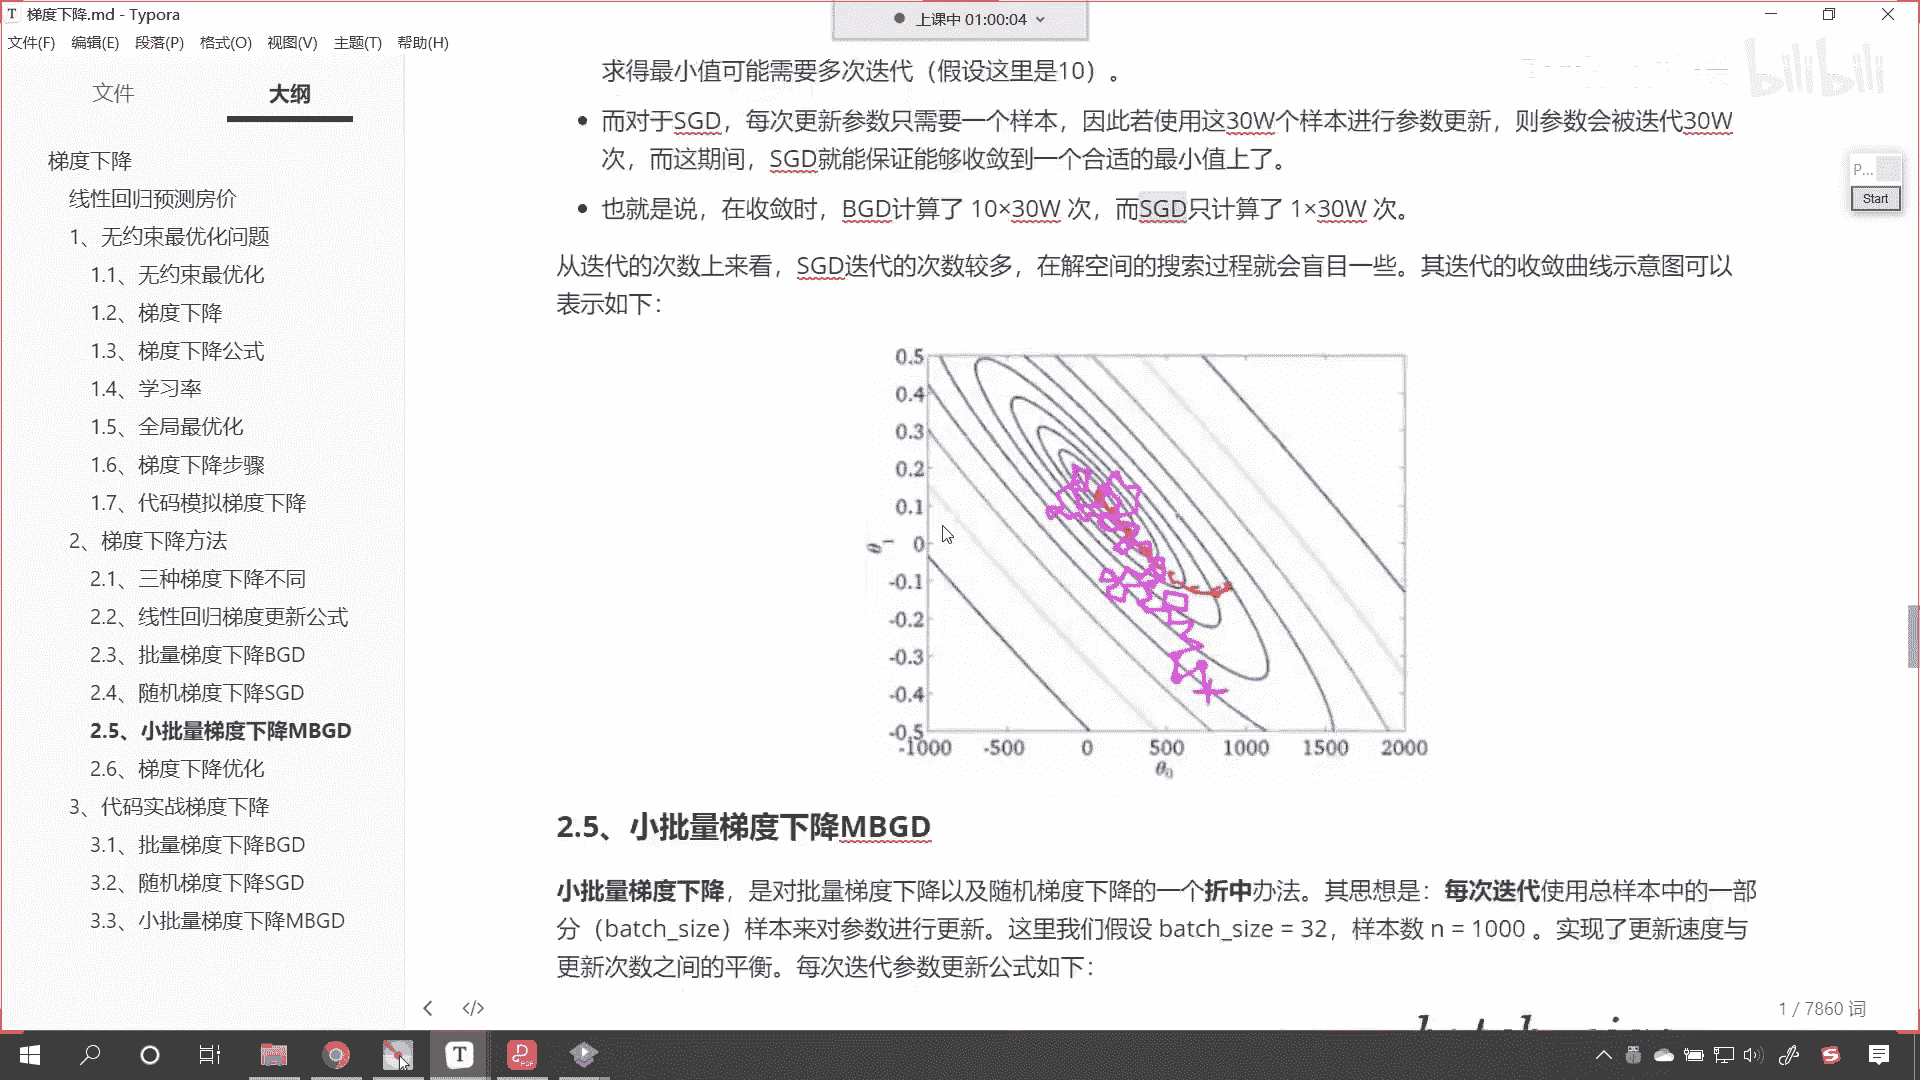 梯度下降.md - Typora
上课中 01:00:04
文件(F) 编辑(E) 段落(P) 格式(O) 视图(V) 主题(T) 帮助(H)
bilibili
文件 大纲
梯度下降
线性回归预测房价
1、无约束最优化问题
1.1、无约束最优化
1.2、梯度下降
1.3、梯度下降公式
1.4、学习率
1.5、全局最优化
1.6、梯度下降步骤
1.7、代码模拟梯度下降
2、梯度下降方法
2.1、三种梯度下降不同
2.2、线性回归梯度更新公式
2.3、批量梯度下降BGD
2.4、随机梯度下降SGD
2.5、小批量梯度下降MBGD
2.6、梯度下降优化
3、代码实战梯度下降
3.1、批量梯度下降BGD
3.2、随机梯度下降SGD
3.3、小批量梯度下降MBGD
求得最小值可能需要多次迭代（假设这里是10）。
而对于SGD，每次更新参数只需要一个样本，因此若使用这30W个样本进行参数更新，则参数会被迭代30W
次，而这期间，SGD就能保证能够收敛到一个合适的最小值上了。
也就是说，在收敛时，BGD计算了 10×30W 次，而SGD只计算了 1×30W 次。
从迭代的次数上来看，SGD迭代的次数较多，在解空间的搜索过程就会盲目一些。其迭代的收敛曲线示意图可以
表示如下：
0.5
0.4
0.3
0.2
0.1
0
-0.1
-0.2
-0.3
-0.4
-0.5
θ1
-1000 -500 0 500 1000 1500 2000
θ0
2.5、小批量梯度下降MBGD
小批量梯度下降，是对批量梯度下降以及随机梯度下降的一个折中办法。其思想是：每次迭代使用总样本中的一部
分（batch_size）样本来对参数进行更新。这里我们假设 batch_size = 32，样本数 n = 1000 。实现了更新速度与
更新次数之间的平衡。每次迭代参数更新公式如下：
P...
Start
</> 1 / 7860 词